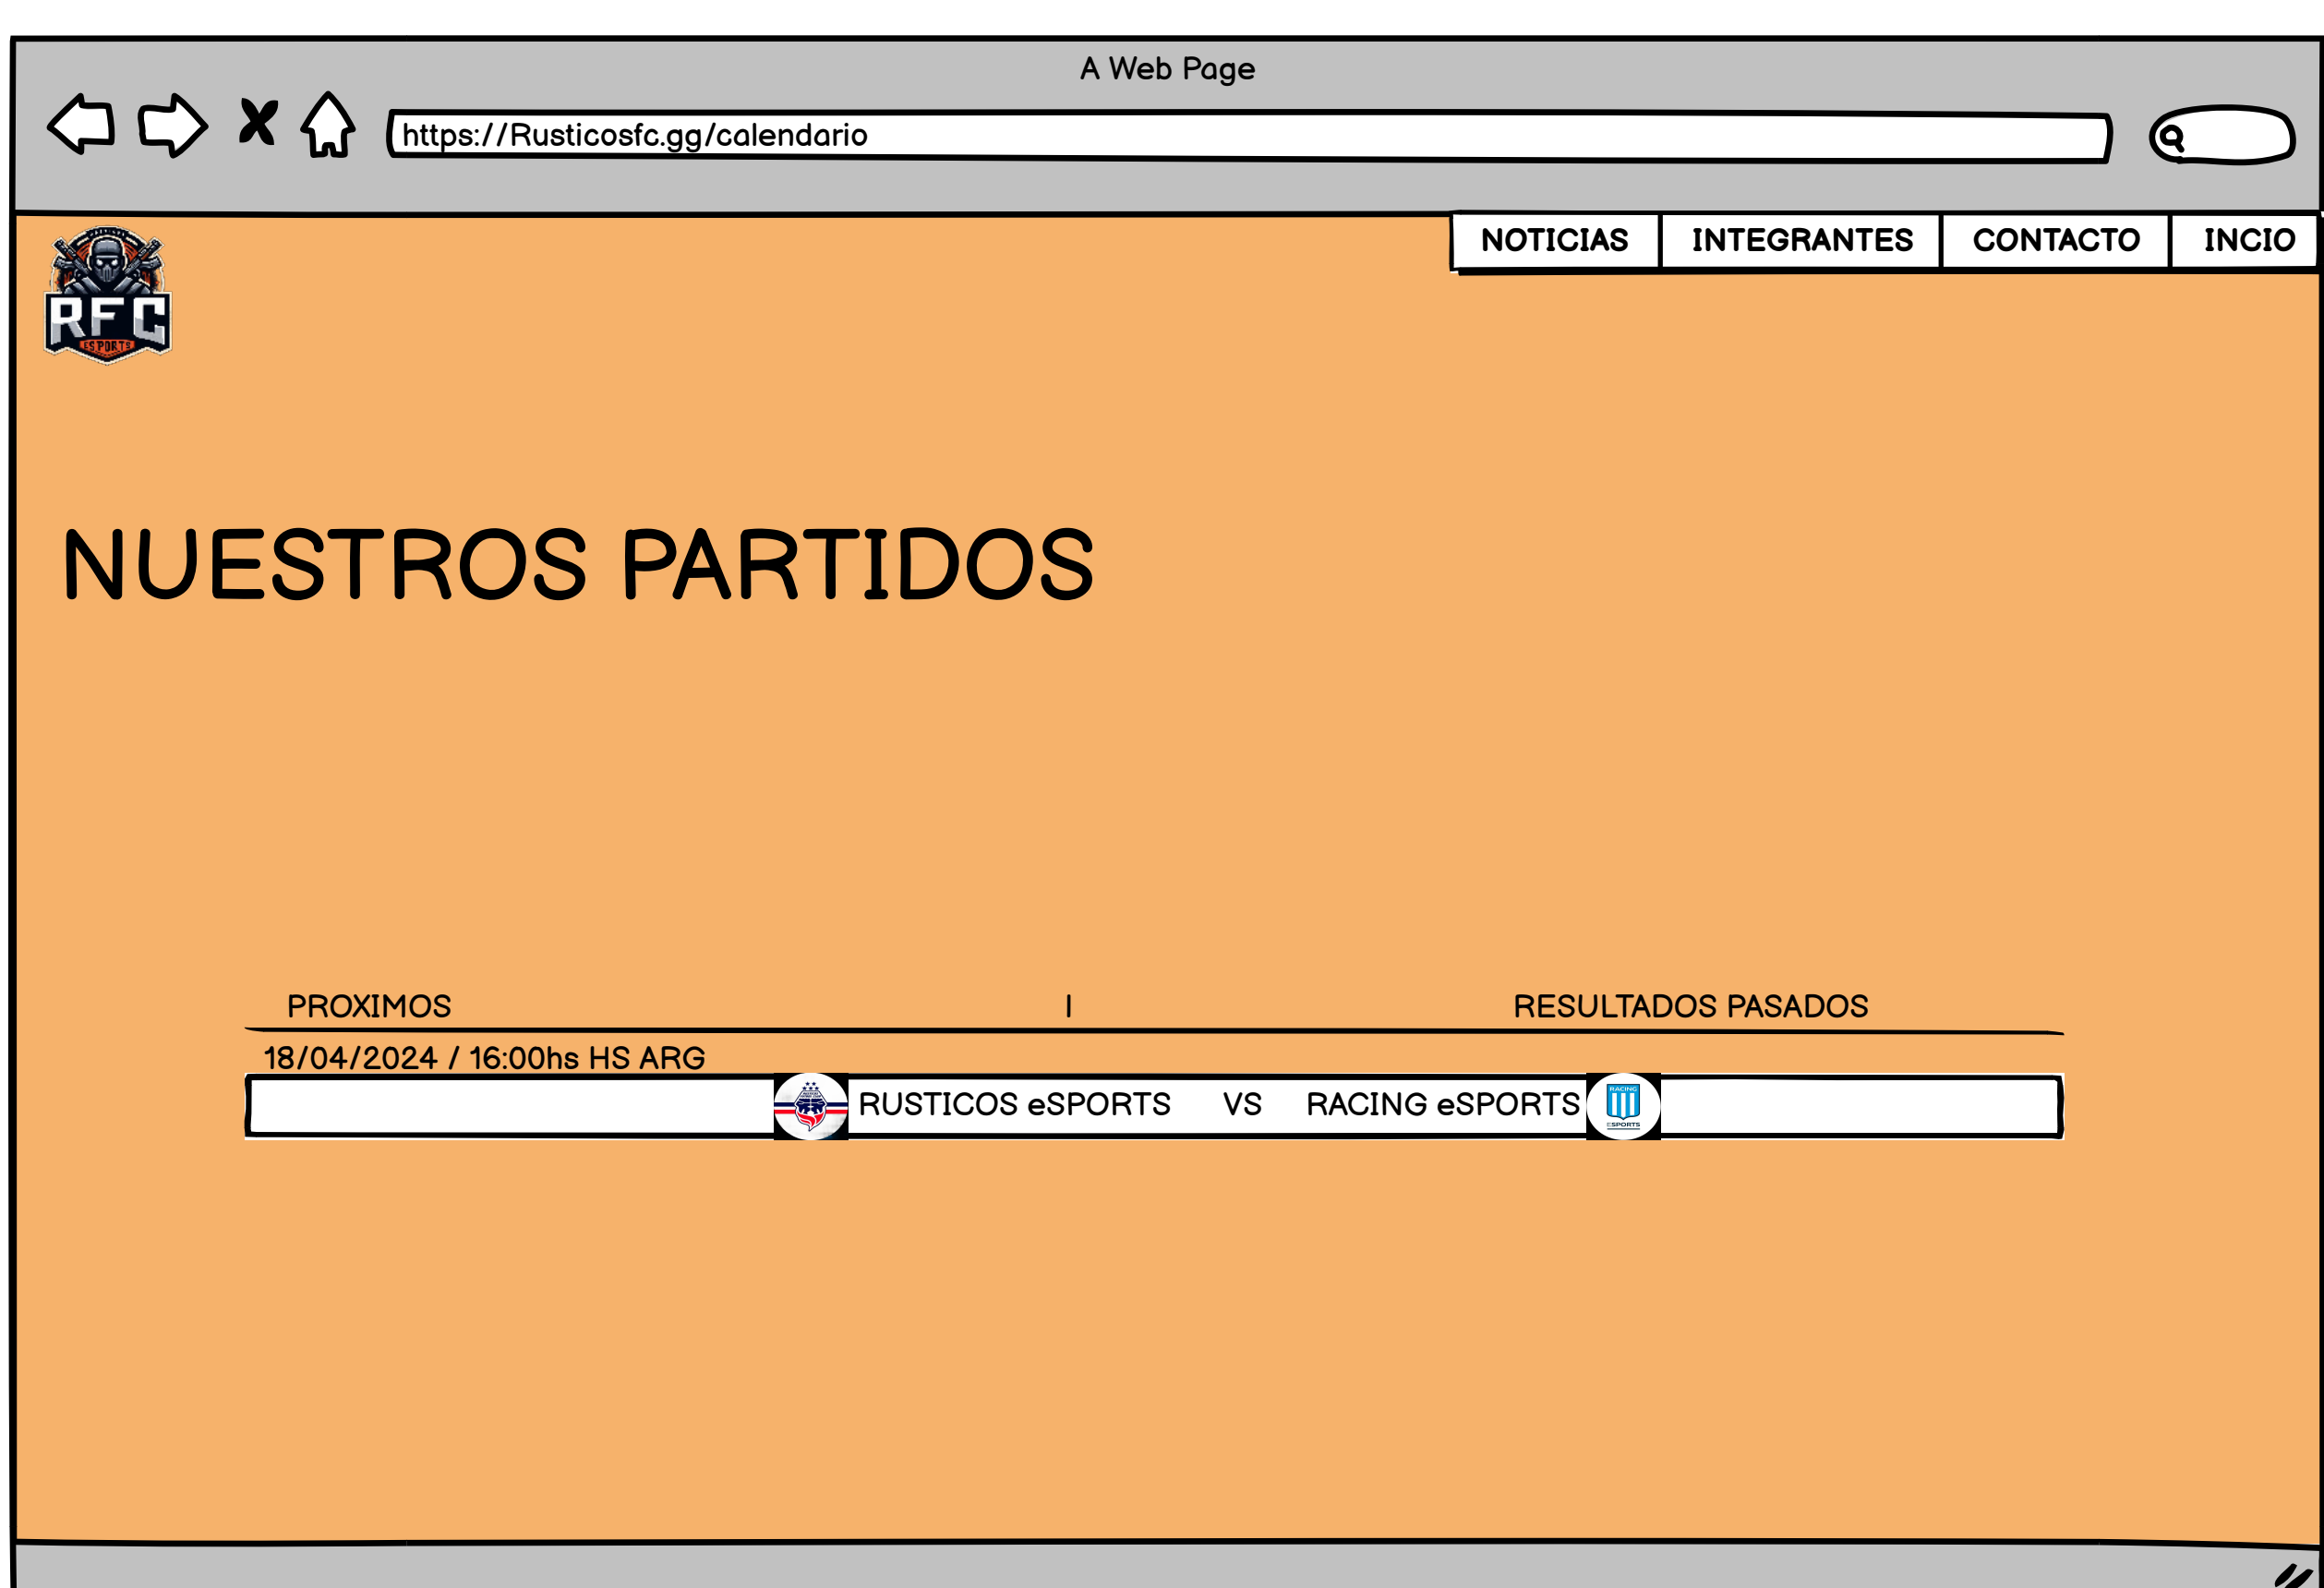 A Web Page
https://Rusticosfc.gg/calendario
NOTICIAS INTEGRANTES CONTACTO INCIO
RFC
ESPORTS
NUESTROS PARTIDOS
PROXIMOS | RESULTADOS PASADOS
18/04/2024 / 16:00hs HS ARG
RUSTICOS eSPORTS VS RACING eSPORTS
RACING
ESPORTS